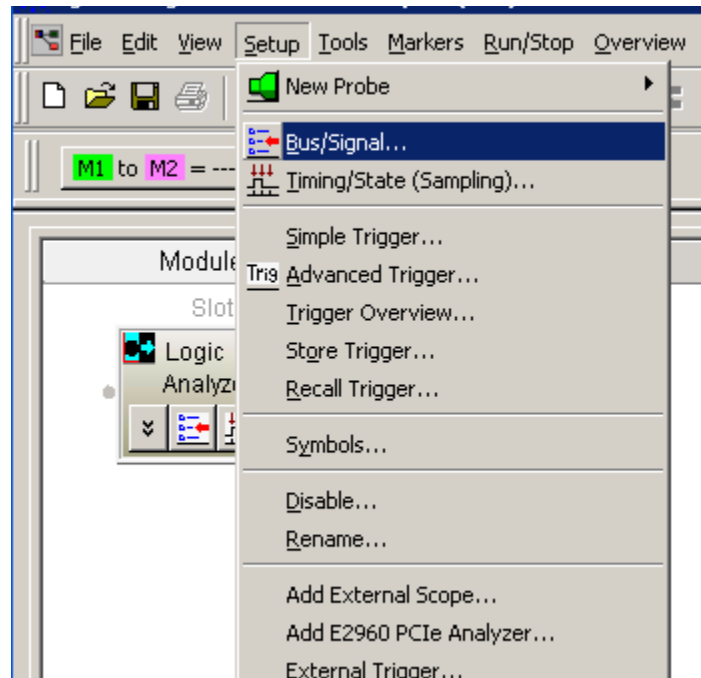 File Edit View Setup Tools Markers Run/Stop Overview
New Probe
M1 to M2 = ---
Bus/Signal...
Timing/State (Sampling)...
Simple Trigger...
Module
Trig Advanced Trigger...
Slot
Trigger Overview...
Logic
Store Trigger...
Analyz
Recall Trigger...
Symbols...
Disable...
Rename...
Add External Scope...
Add E2960 PCIe Analyzer...
External Trigger...